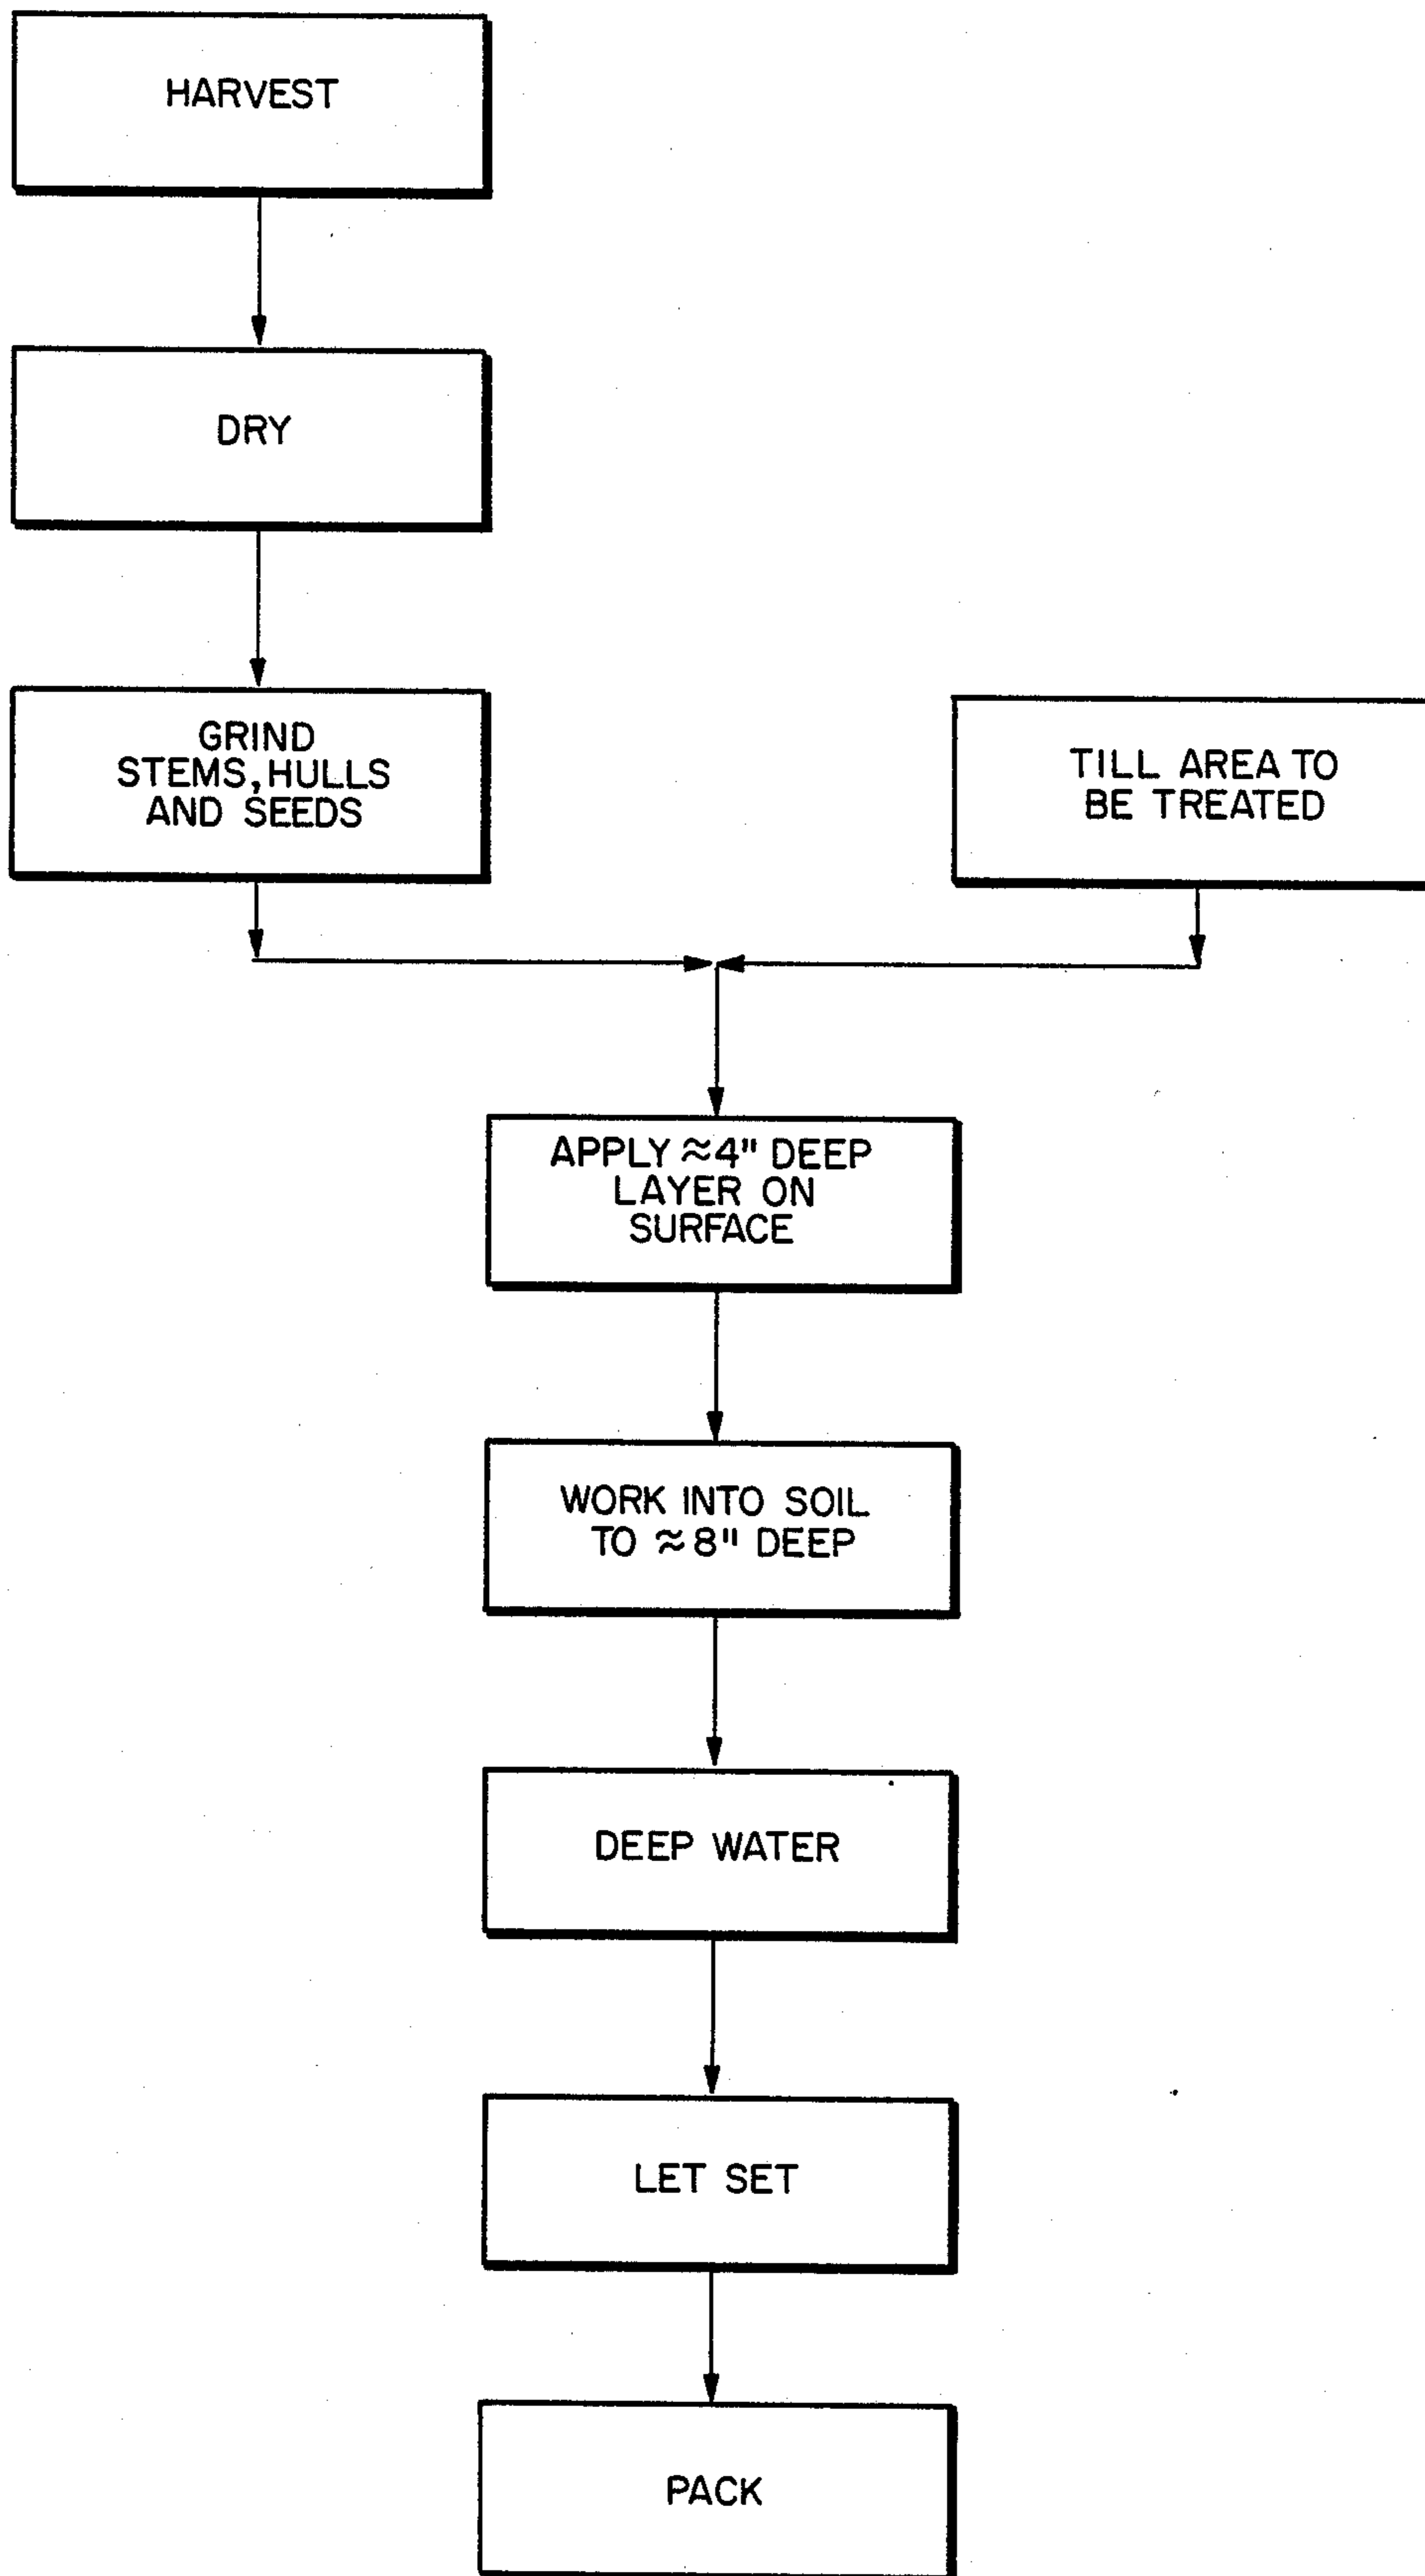 HARVEST
DRY
GRIND
STEMS, HULLS
AND SEEDS
TILL AREA TO
BE TREATED
APPLY ≈4" DEEP
LAYER ON
SURFACE
WORK INTO SOIL
TO ≈8" DEEP
DEEP WATER
LET SET
PACK